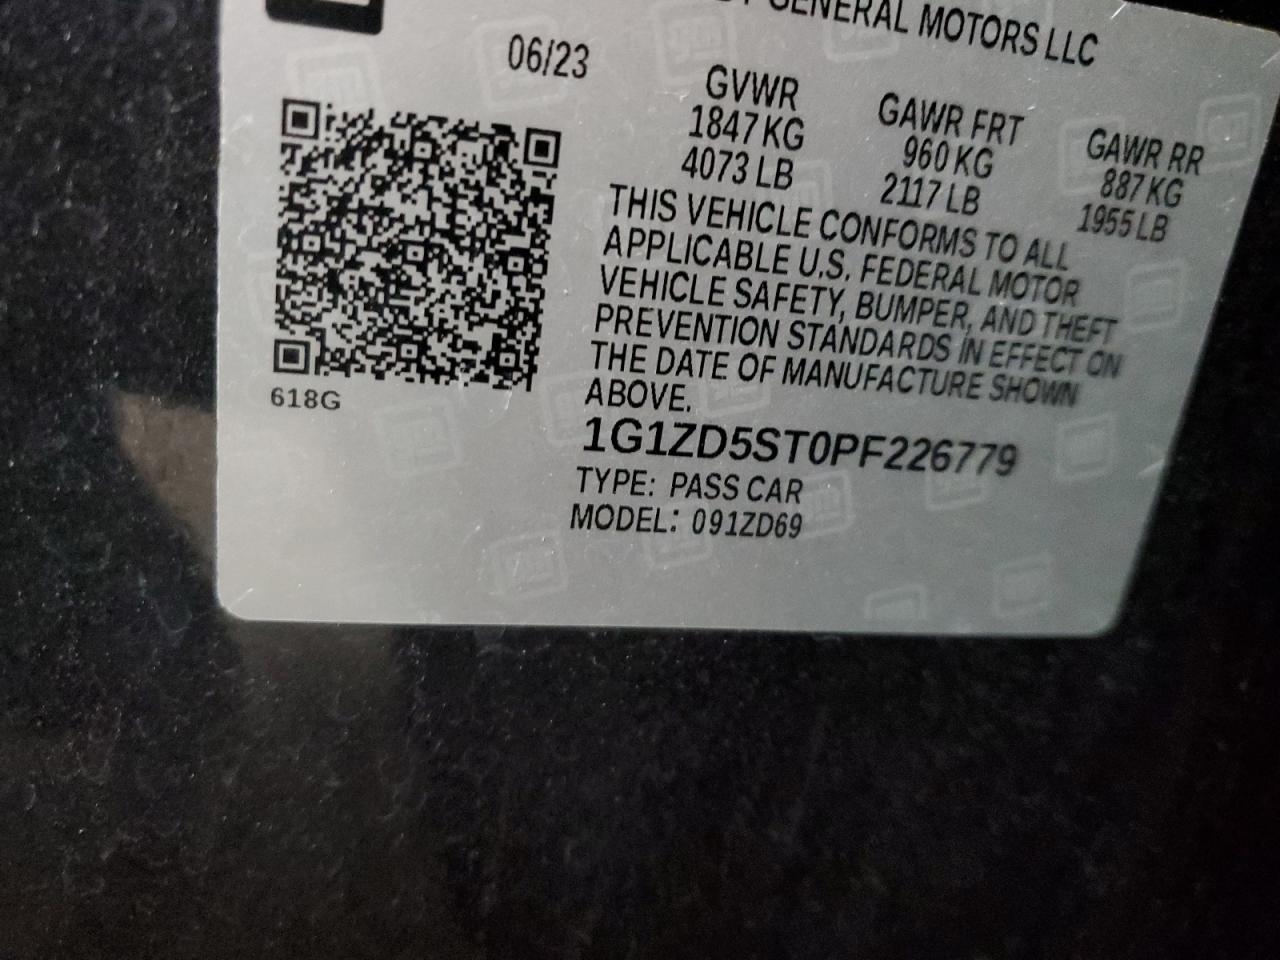 BY GENERAL MOTORS LLC
06/23
GVWR
1847 KG
4073 LB
GAWR FRT
960 KG
2117 LB
GAWR RR
887 KG
1955 LB
THIS VEHICLE CONFORMS TO ALL
APPLICABLE U.S. FEDERAL MOTOR
VEHICLE SAFETY, BUMPER, AND THEFT
PREVENTION STANDARDS IN EFFECT ON
THE DATE OF MANUFACTURE SHOWN
ABOVE.
1G1ZD5ST0PF226779
TYPE: PASS CAR
MODEL: 091ZD69
618G